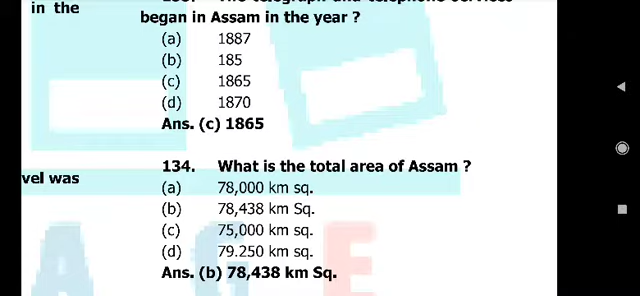 in the
began in Assam in the year ?
(a) 1887
(b) 185
(c) 1865
(d) 1870
Ans. (c) 1865
vel was
134. What is the total area of Assam ?
(a) 78,000 km sq.
(b) 78,438 km Sq.
(c) 75,000 km sq.
(d) 79.250 km sq.
Ans. (b) 78,438 km Sq.
A G E